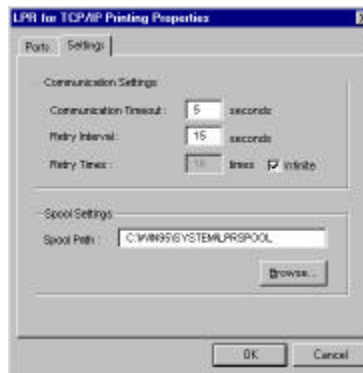 LPR for TCP/IP Printing Properties
Ports Settings
Communication Settings
Communication Timeout : 5 seconds
Retry Interval : 15 seconds
Retry Times : times infinite
Spool Settings
Spool Path : C:\WIN95\SYSTEM\LPRSPOOL
Browse...
OK Cancel